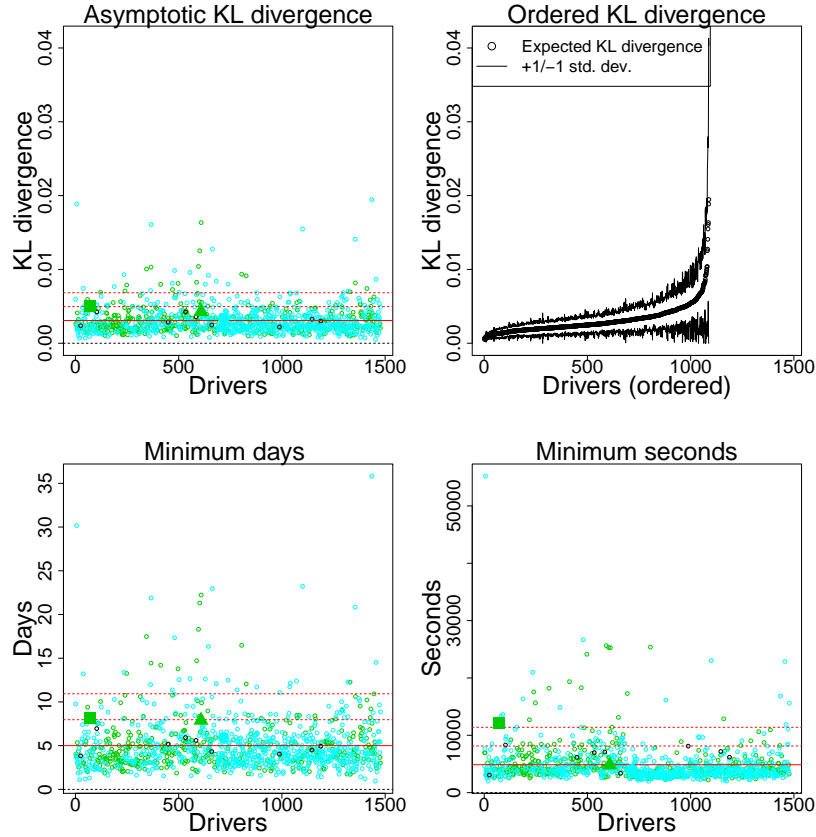 Asymptotic KL divergence
KL divergence
0.00 0.01 0.02 0.03 0.04
0 500 1000 1500
Drivers
Ordered KL divergence
Expected KL divergence
+1/−1 std. dev.
KL divergence
0.00 0.01 0.02 0.03 0.04
0 500 1000 1500
Drivers (ordered)
Minimum days
Days
0 5 10 15 20 25 30 35
0 500 1000 1500
Drivers
Minimum seconds
Seconds
0 10000 30000 50000
0 500 1000 1500
Drivers